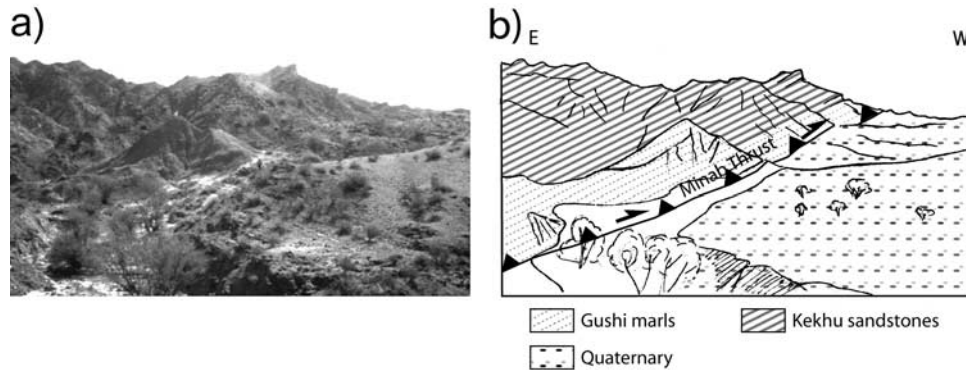 a)
b)
E
W
Minab Thrust
Gushi marls
Kekhu sandstones
Quaternary